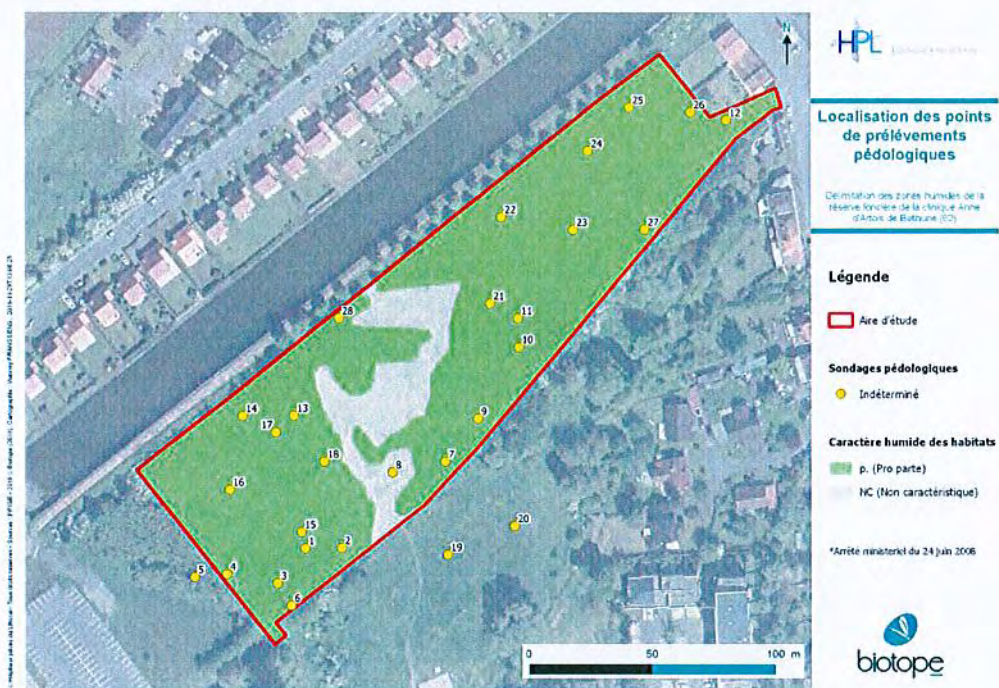 N
HPL
Localisation des points
de prélèvements
pédologiques
Délimitation des zones humides de la
réserve foncière de la clinique Anne
d'Artois de Béthune (62)
Légende
Aire d'étude
Sondages pédologiques
Indéterminé
Caractère humide des habitats
p. (Pro parte)
NC (Non caractéristique)
*Arrêté ministeriel du 24 juin 2008
biotope
25
26
12
24
22
23
27
21
11
28
10
14
13
9
17
18
7
8
16
15
1
2
20
19
5
4
3
6
0
50
100 m